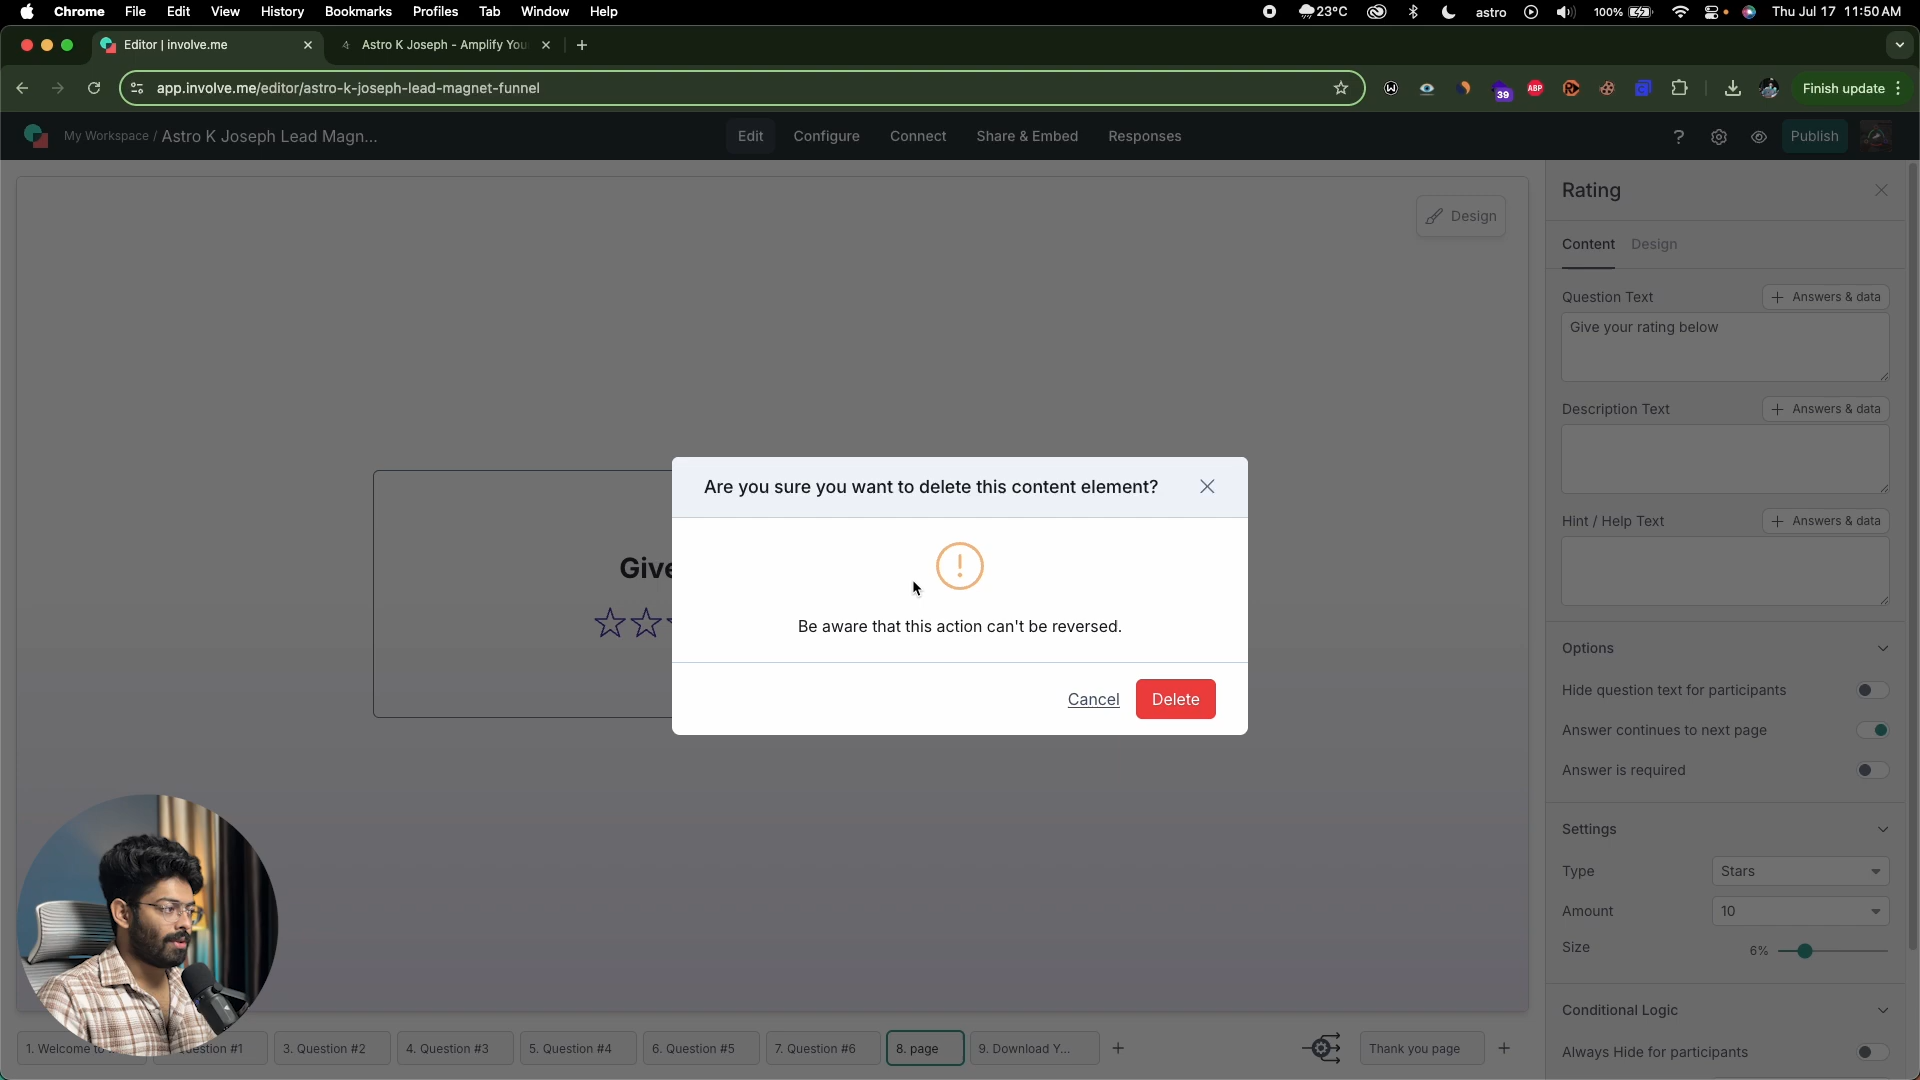 Chrome File Edit View History Bookmarks Profiles Tab Window Help 23°C astro 100% Thu Jul 17 11:50 AM
Editor | involve.me Astro K Joseph - Amplify You
app.involve.me/editor/astro-k-joseph-lead-magnet-funnel 39 ABP Finish update
My Workspace / Astro K Joseph Lead Magn... Edit Configure Connect Share & Embed Responses ? Publish
Rating
Design
Content Design
Question Text + Answers & data
Give your rating below
Description Text + Answers & data
Hint / Help Text + Answers & data
Are you sure you want to delete this content element?
Give
Be aware that this action can't be reversed.
Cancel Delete
Options
Hide question text for participants
Answer continues to next page
Answer is required
Settings
Type Stars
Amount 10
Size 6%
Conditional Logic
Always Hide for participants
1. Welcome to #1 3. Question #2 4. Question #3 5. Question #4 6. Question #5 7. Question #6 8. page 9. Download Y... + Thank you page +